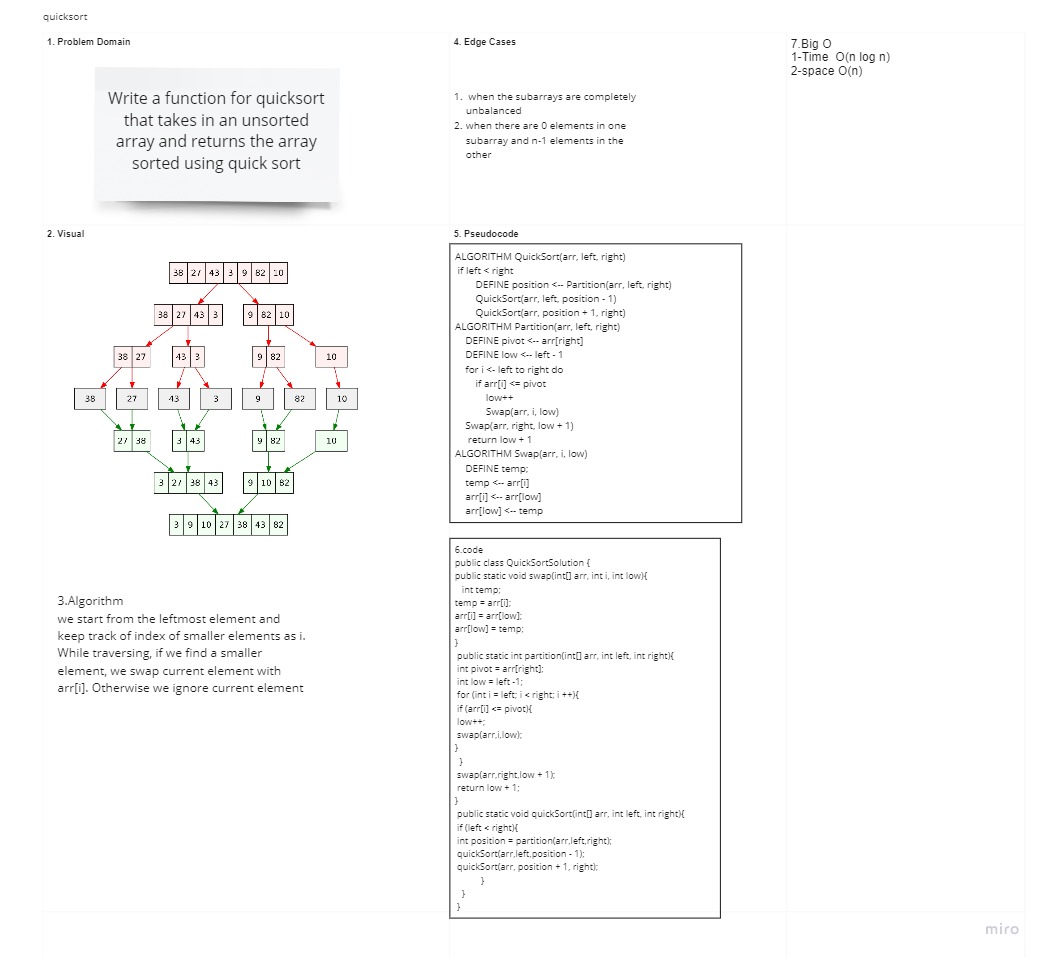 quicksort
1. Problem Domain
Write a function for quicksort
that takes in an unsorted
array and returns the array
sorted using quick sort
2. Visual
38 27 43 3 9 82 10
38 27 43 3
9 82 10
38 27
43 3
9 82
10
38
27
43
3
9
82
10
27 38
3 43
9 82
10
3 27 38 43
9 10 82
3 9 10 27 38 43 82
3.Algorithm
we start from the leftmost element and
keep track of index of smaller elements as i.
While traversing, if we find a smaller
element, we swap current element with
arr[i]. Otherwise we ignore current element
4. Edge Cases
1. when the subarrays are completely
unbalanced
2. when there are 0 elements in one
subarray and n-1 elements in the
other
5. Pseudocode
ALGORITHM QuickSort(arr, left, right)
if left < right
DEFINE position <-- Partition(arr, left, right)
QuickSort(arr, left, position - 1)
QuickSort(arr, position + 1, right)
ALGORITHM Partition(arr, left, right)
DEFINE pivot <-- arr[right]
DEFINE low <-- left - 1
for i <- left to right do
if arr[i] <= pivot
low++
Swap(arr, i, low)
Swap(arr, right, low + 1)
return low + 1
ALGORITHM Swap(arr, i, low)
DEFINE temp;
temp <-- arr[i]
arr[i] <-- arr[low]
arr[low] <-- temp
6.code
public class QuickSortSolution {
public static void swap(int[] arr, int i, int low){
int temp;
temp = arr[i];
arr[i] = arr[low];
arr[low] = temp;
}
public static int partition(int[] arr, int left, int right){
int pivot = arr[right];
int low = left -1;
for (int i = left; i < right; i ++){
if (arr[i] <= pivot){
low++;
swap(arr,i,low);
}
}
swap(arr,right,low + 1);
return low + 1;
}
public static void quickSort(int[] arr, int left, int right){
if (left < right){
int position = partition(arr,left,right);
quickSort(arr,left,position - 1);
quickSort(arr, position + 1, right);
}
}
}
7.Big O
1-Time O(n log n)
2-space O(n)
miro